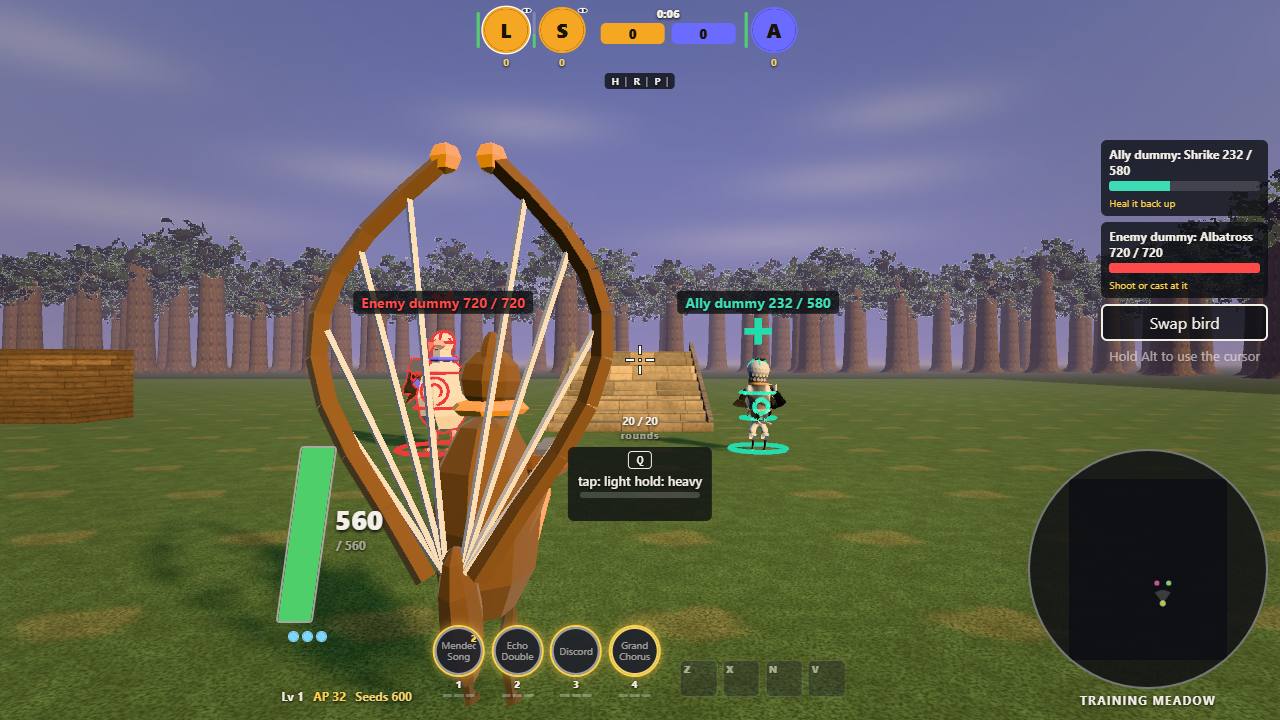 L
S
0:06
0
0
A
0
0
0
H | R | P |
Ally dummy: Shrike 232 / 580
Heal it back up
Enemy dummy: Albatross 720 / 720
Shoot or cast at it
Swap bird
Hold Alt to use the cursor
Enemy dummy 720 / 720
Ally dummy 232 / 580
20 / 20
rounds
Q
tap: light hold: heavy
560
/ 560
2
Mender Song
Echo Double
Discord
Grand Chorus
1
2
3
4
Z
X
N
V
Lv 1 AP 32 Seeds 600
TRAINING MEADOW